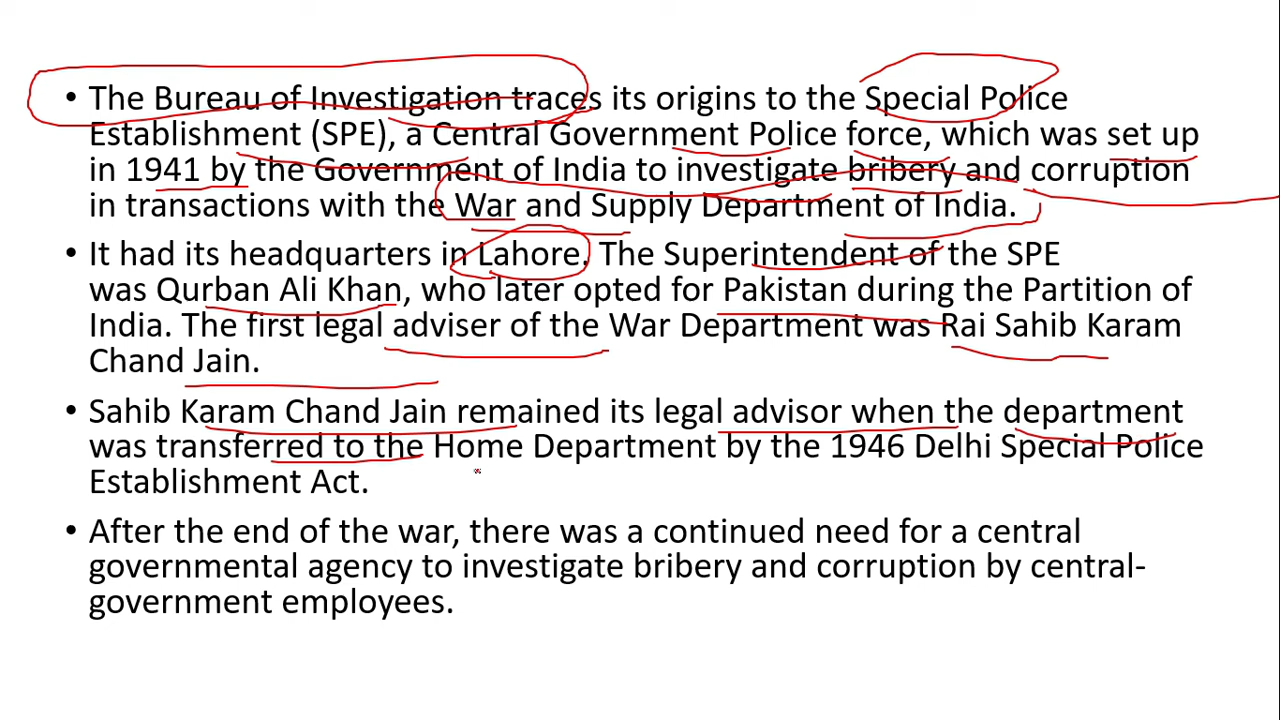 • The Bureau of Investigation traces its origins to the Special Police
Establishment (SPE), a Central Government Police force, which was set up
in 1941 by the Government of India to investigate bribery and corruption
in transactions with the War and Supply Department of India.
• It had its headquarters in Lahore. The Superintendent of the SPE
was Qurban Ali Khan, who later opted for Pakistan during the Partition of
India. The first legal adviser of the War Department was Rai Sahib Karam
Chand Jain.
• Sahib Karam Chand Jain remained its legal advisor when the department
was transferred to the Home Department by the 1946 Delhi Special Police
Establishment Act.
• After the end of the war, there was a continued need for a central
governmental agency to investigate bribery and corruption by central-
government employees.